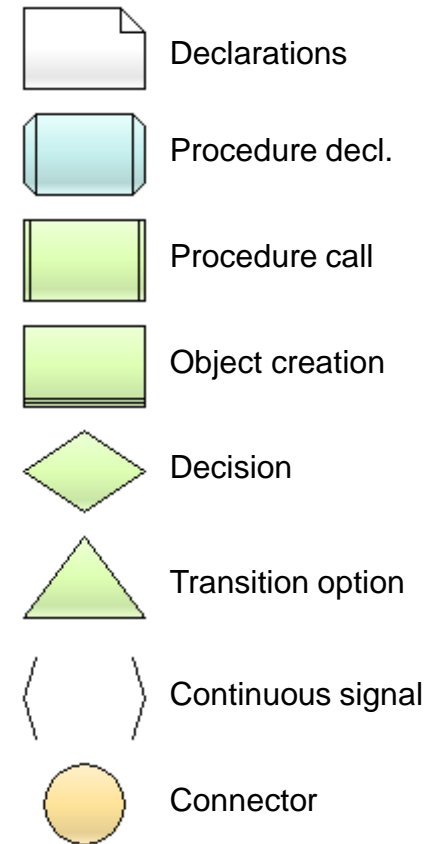 Declarations
Procedure decl.
Procedure call
Object creation
Decision
Transition option
Continuous signal
Connector